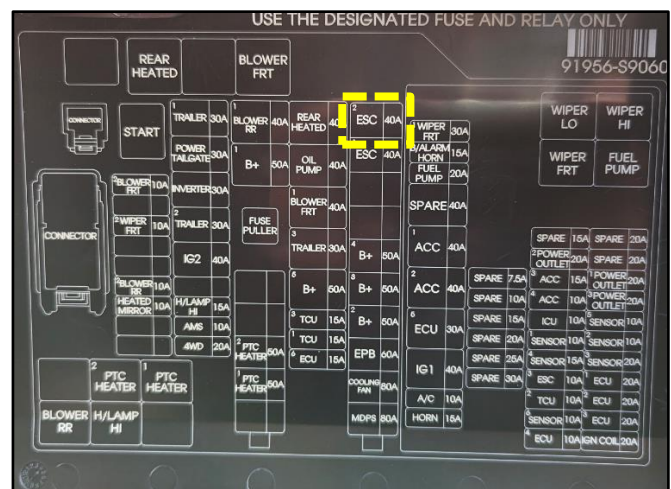 USE THE DESIGNATED FUSE AND RELAY ONLY
91956-S9060
REAR HEATED
BLOWER FRT
CONNECTOR
START
1 TRAILER 30A
POWER TAILGATE 30A
INVERTER 30A
2 TRAILER 30A
IG2 40A
H/LAMP HI 15A
AMS 10A
4WD 20A
2 BLOWER FRT 10A
2 WIPER FRT 10A
CONNECTOR
2 BLOWER RR 10A
HEATED MIRROR 10A
1 BLOWER RR 40A
1 B+ 50A
FUSE PULLER
2 PTC HEATER 50A
1 PTC HEATER 50A
REAR HEATED 40A
OIL PUMP 40A
1 BLOWER FRT 40A
3 TRAILER 30A
5 B+ 50A
3 TCU 15A
1 TCU 15A
6 ECU 15A
2 ESC 40A
ESC 40A
4 B+ 50A
3 B+ 50A
2 B+ 50A
EPB 60A
COOLING FAN 80A
MDPS 80A
2 PTC HEATER
1 PTC HEATER
BLOWER RR
H/LAMP HI
WIPER FRT 30A
B/ALARM HORN 15A
FUEL PUMP 20A
SPARE 40A
1 ACC 40A
2 ACC 40A
ECU 30A
IG1 40A
A/C 10A
HORN 15A
SPARE 7.5A
SPARE 10A
SPARE 15A
SPARE 20A
SPARE 25A
SPARE 30A
WIPER LO
WIPER HI
WIPER FRT
FUEL PUMP
SPARE 15A SPARE 20A
2 POWER OUTLET 20A SPARE 20A
3 ACC 15A 1 POWER OUTLET 20A
4 ACC 10A 3 POWER OUTLET 20A
ICU 10A 5 SENSOR 10A
1 SENSOR 10A SENSOR 10A
4 SENSOR 15A 3 SENSOR 20A
3 ESC 10A 1 ECU 20A
2 TCU 10A 2 ECU 20A
SENSOR 10A ECU 20A
4 ECU 10A IGN COIL 20A